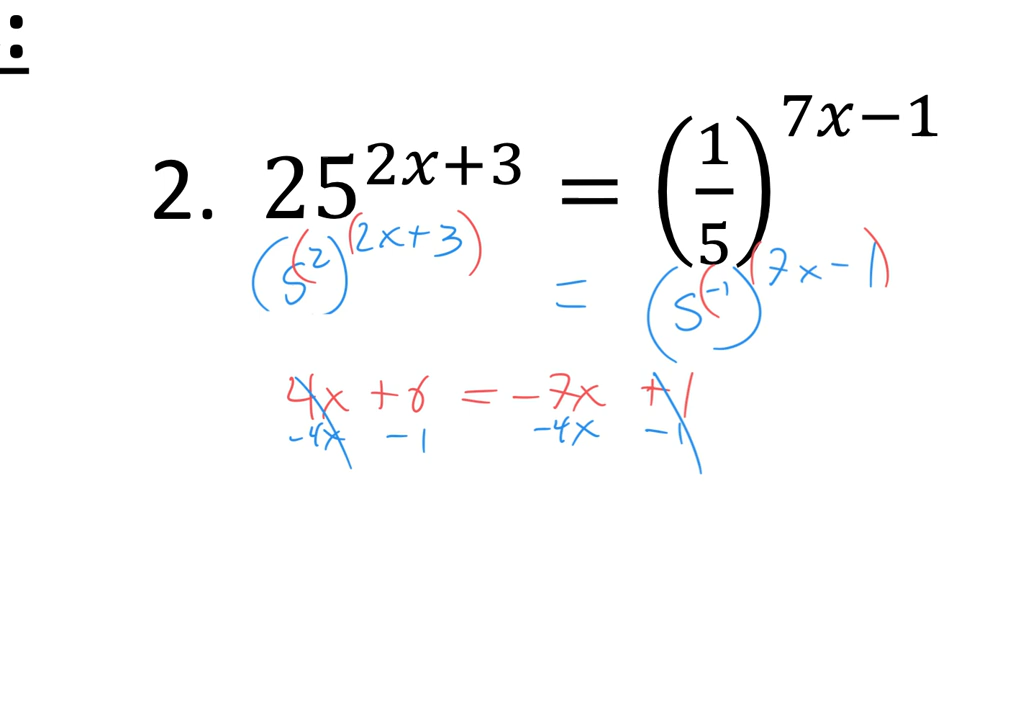 :
2. 25^(2x+3) = (1/5)^(7x−1)
(5^2)^(2x+3) = (5^-1)^(7x-1)
4x +6 = -7x +1
-4x -1 -4x -1